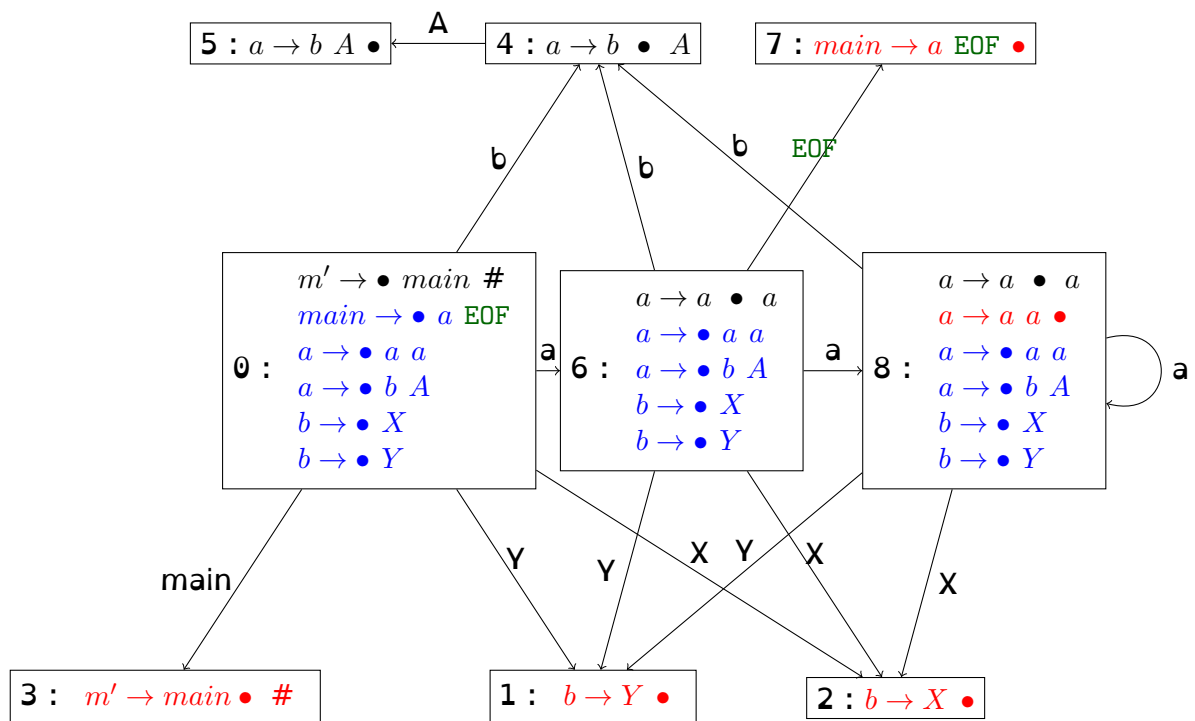 5 : a → b A •
A
4 : a → b • A
7 : main → a EOF •
b
b
b
EOF
0 :
m′ → • main #
main → • a EOF
a → • a a
a → • b A
b → • X
b → • Y
a
6 :
a → a • a
a → • a a
a → • b A
b → • X
b → • Y
a
8 :
a → a • a
a → a a •
a → • a a
a → • b A
b → • X
b → • Y
a
main
Y
Y
X
Y
X
X
3 : m′ → main • #
1 : b → Y •
2 : b → X •